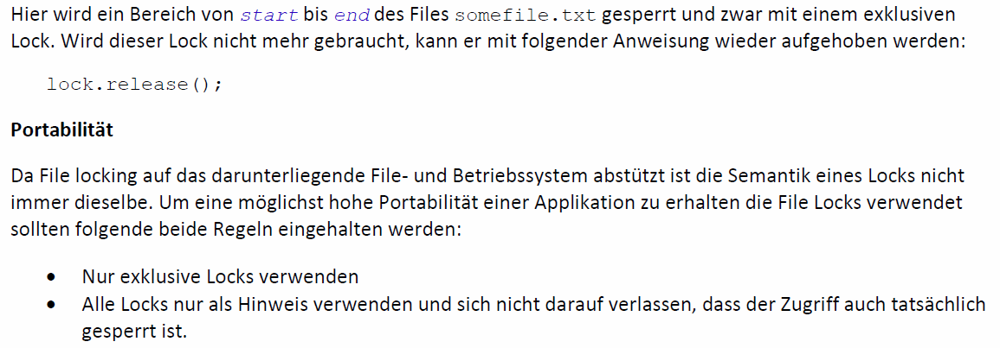 Hier wird ein Bereich von start bis end des Files somefile.txt gesperrt und zwar mit einem exklusiven
Lock. Wird dieser Lock nicht mehr gebraucht, kann er mit folgender Anweisung wieder aufgehoben werden:
lock.release();
Portabilität
Da File locking auf das darunterliegende File- und Betriebssystem abstützt ist die Semantik eines Locks nicht
immer dieselbe. Um eine möglichst hohe Portabilität einer Applikation zu erhalten die File Locks verwendet
sollten folgende beide Regeln eingehalten werden:
• Nur exklusive Locks verwenden
• Alle Locks nur als Hinweis verwenden und sich nicht darauf verlassen, dass der Zugriff auch tatsächlich
gesperrt ist.